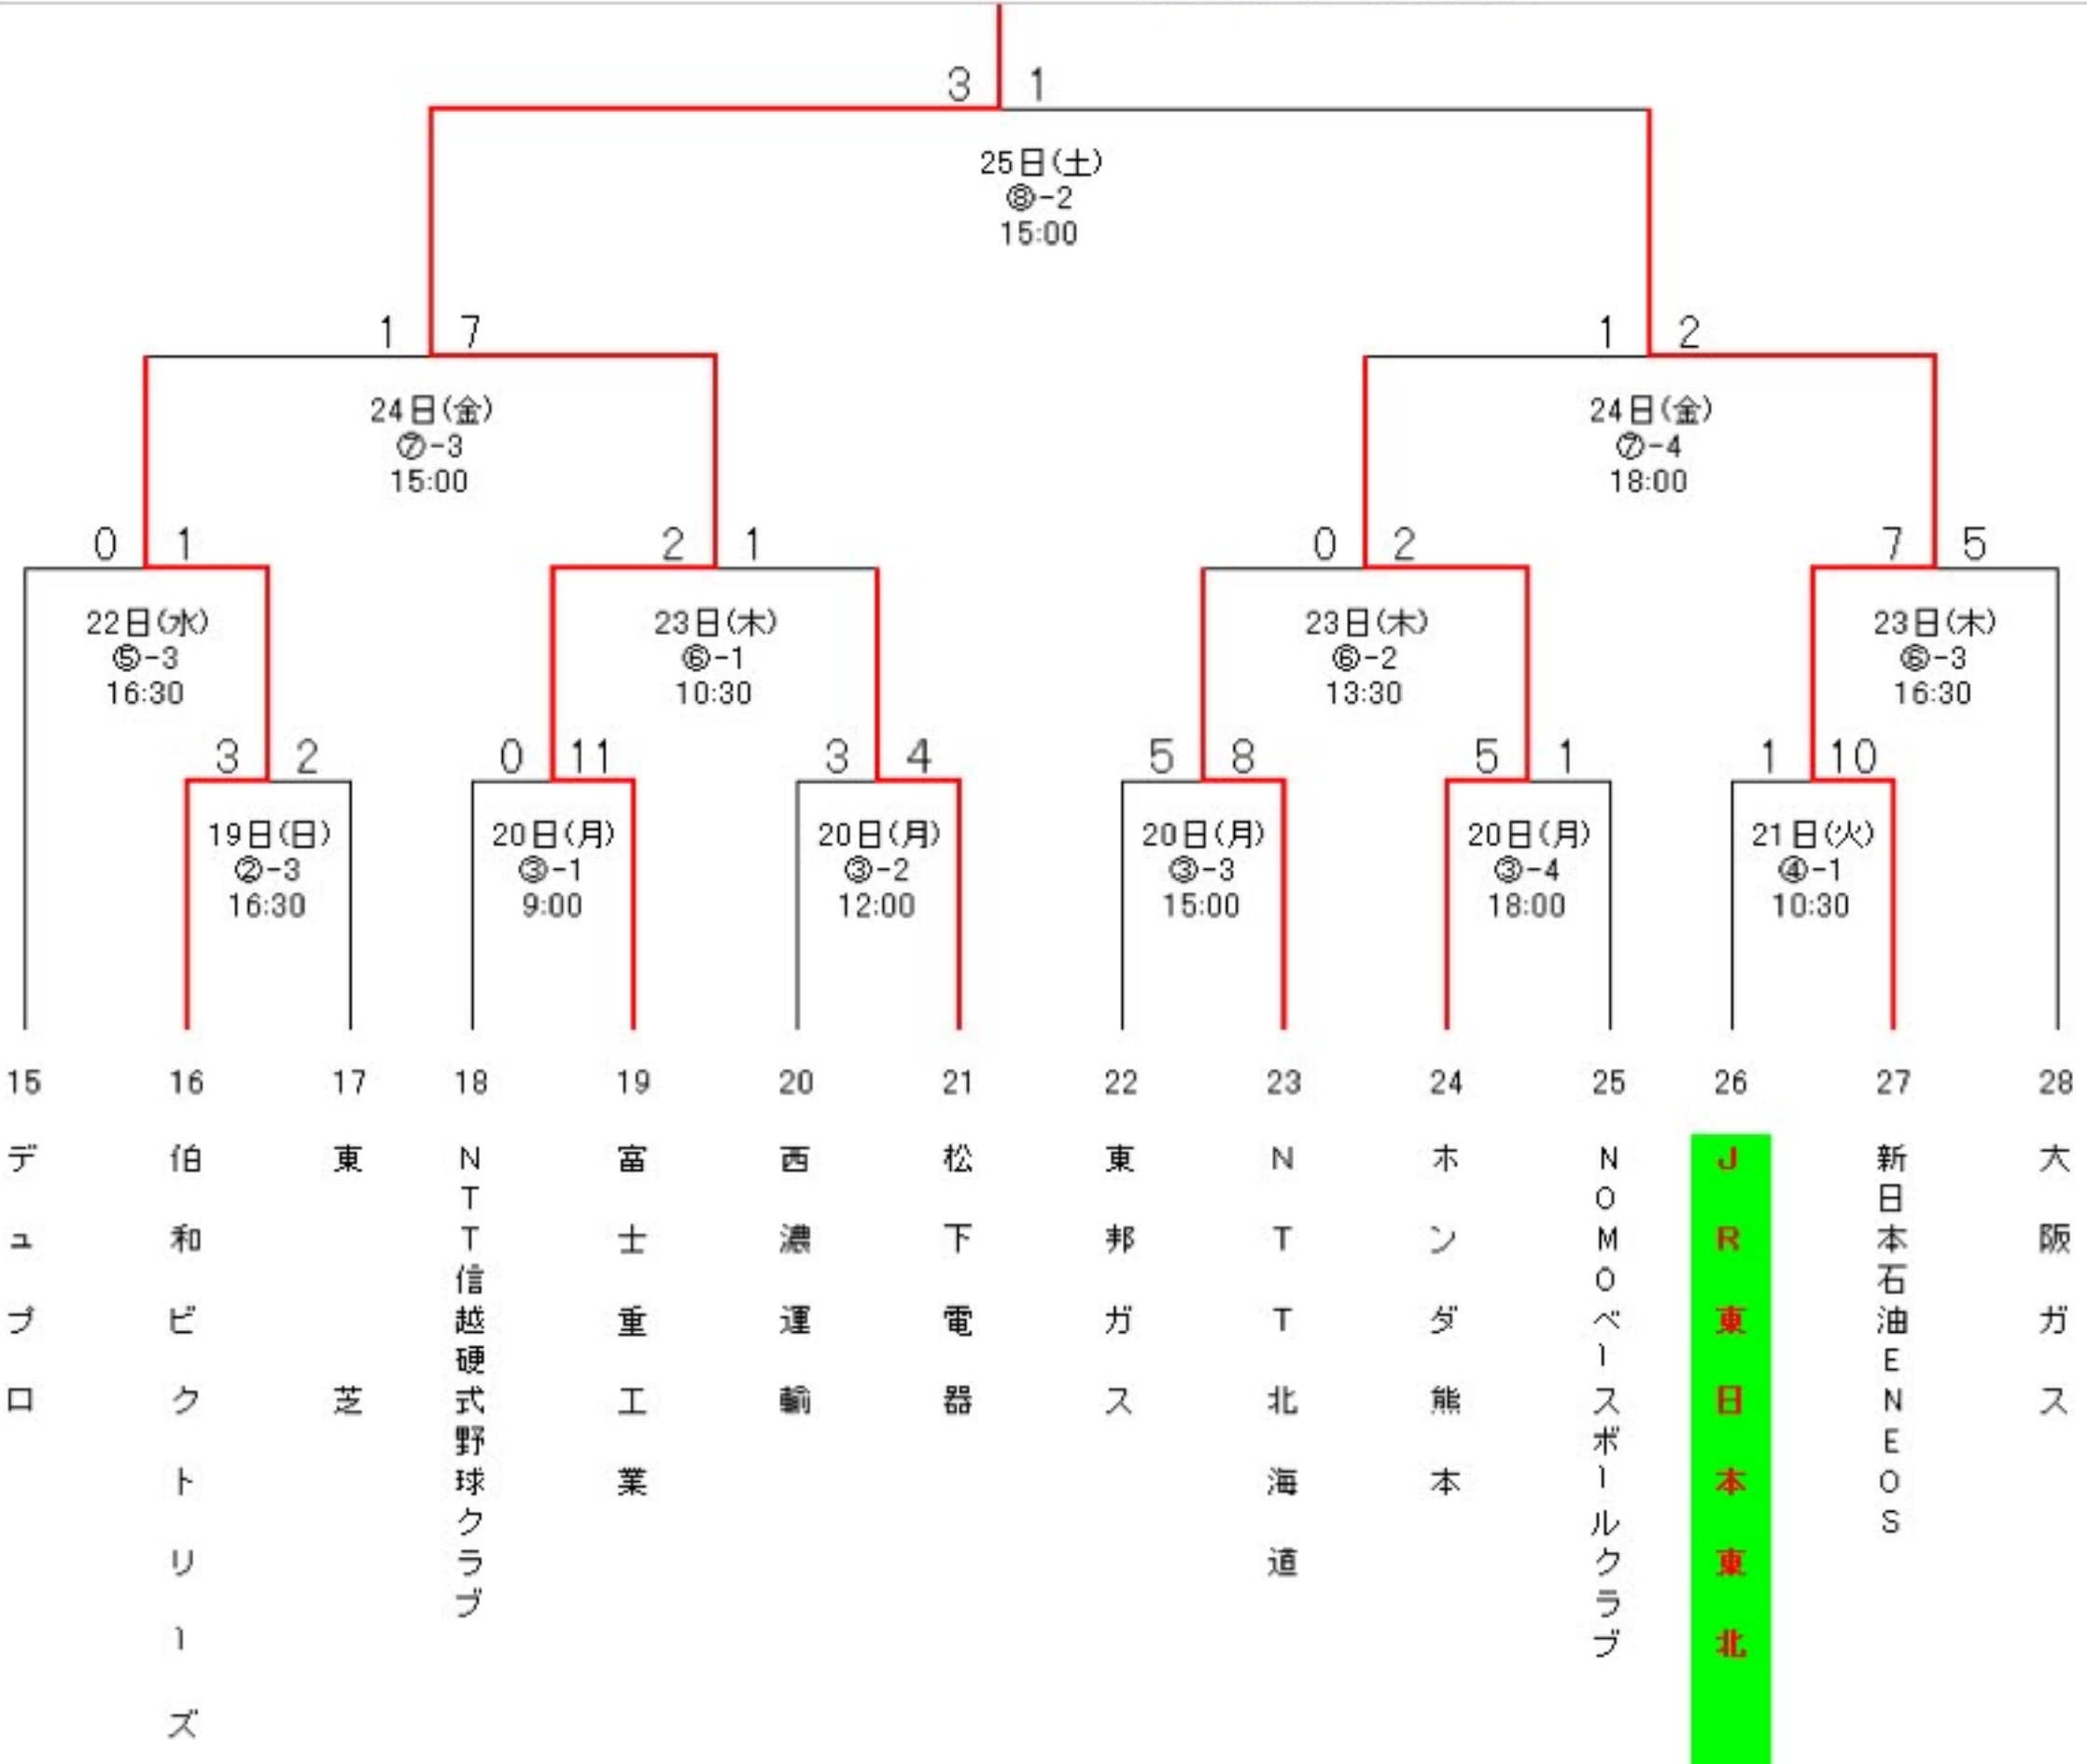 3 1
25日(土)
⑧-2
15:00
1 7
1 2
24日(金)
⑦-3
15:00
24日(金)
⑦-4
18:00
0 1
2 1
0 2
7 5
22日(水)
⑤-3
16:30
23日(木)
⑥-1
10:30
23日(木)
⑥-2
13:30
23日(木)
⑥-3
16:30
3 2
0 11
3 4
5 8
5 1
1 10
19日(日)
②-3
16:30
20日(月)
③-1
9:00
20日(月)
③-2
12:00
20日(月)
③-3
15:00
20日(月)
③-4
18:00
21日(火)
④-1
10:30
15 16 17 18 19 20 21 22 23 24 25 26 27 28
デュプロ
伯和ビクトリーズ
東芝
NTT信越硬式野球クラブ
富士重工業
西濃運輸
松下電器
東邦ガス
NTT北海道
ホンダ熊本
NOMOベースボールクラブ
JR東日本東北
新日本石油ENEOS
大阪ガス